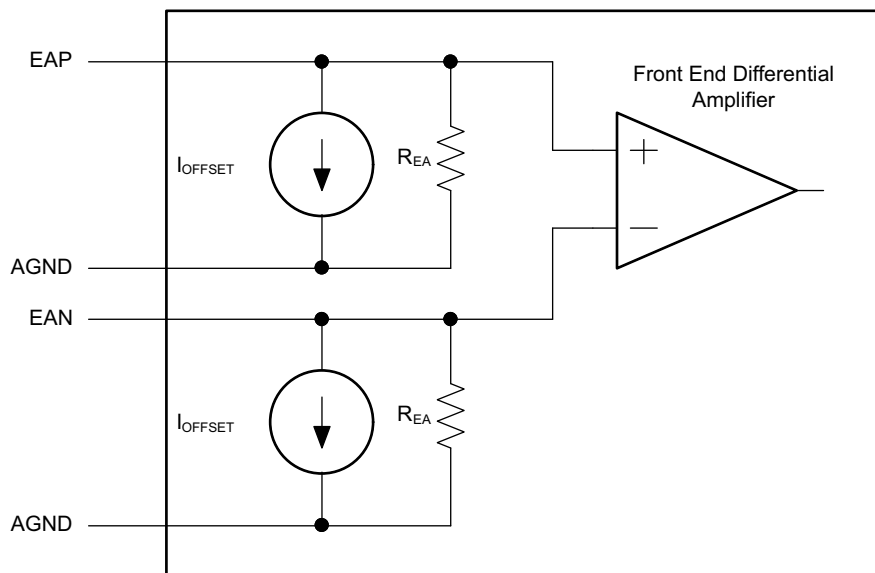 EAP
Front End Differential
Amplifier
I_OFFSET
R_EA
+
—
AGND
EAN
I_OFFSET
R_EA
AGND